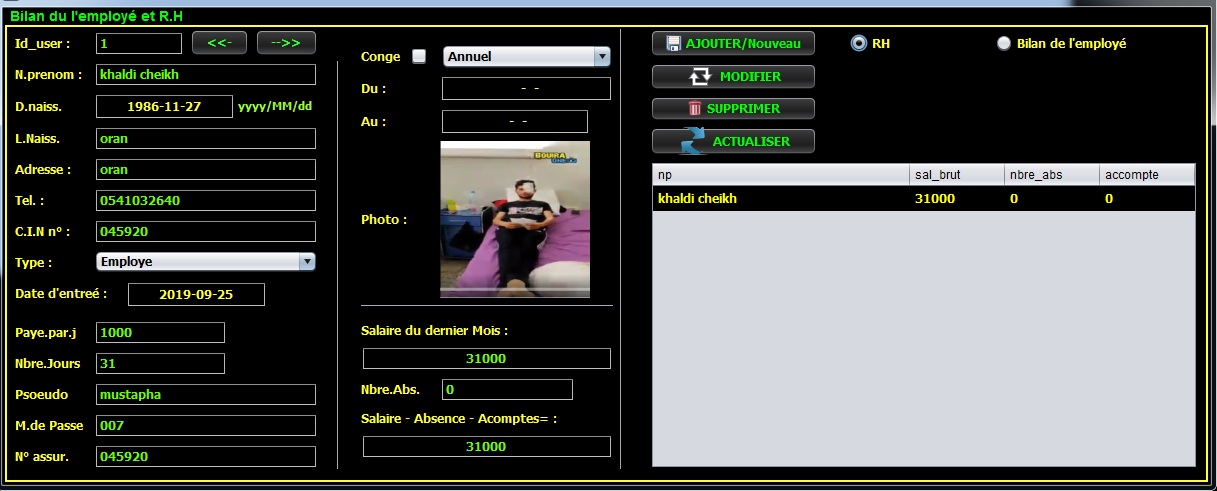 Bilan du l'employé et R.H
Id_user : 1 <<- -->>
N.prenom : khaldi cheikh
D.naiss. 1986-11-27 yyyy/MM/dd
L.Naiss. oran
Adresse : oran
Tel. : 0541032640
C.I.N n° : 045920
Type : Employe
Date d'entreé : 2019-09-25
Paye.par.j 1000
Nbre.Jours 31
Psoeudo mustapha
M.de Passe 007
N° assur. 045920
Conge Annuel
Du : - -
Au : - -
Photo :
BOUIRA
Salaire du dernier Mois :
31000
Nbre.Abs. 0
Salaire - Absence - Acomptes= :
31000
AJOUTER/Nouveau RH Bilan de l'employé
MODIFIER
SUPPRIMER
ACTUALISER
np sal_brut nbre_abs accompte
khaldi cheikh 31000 0 0